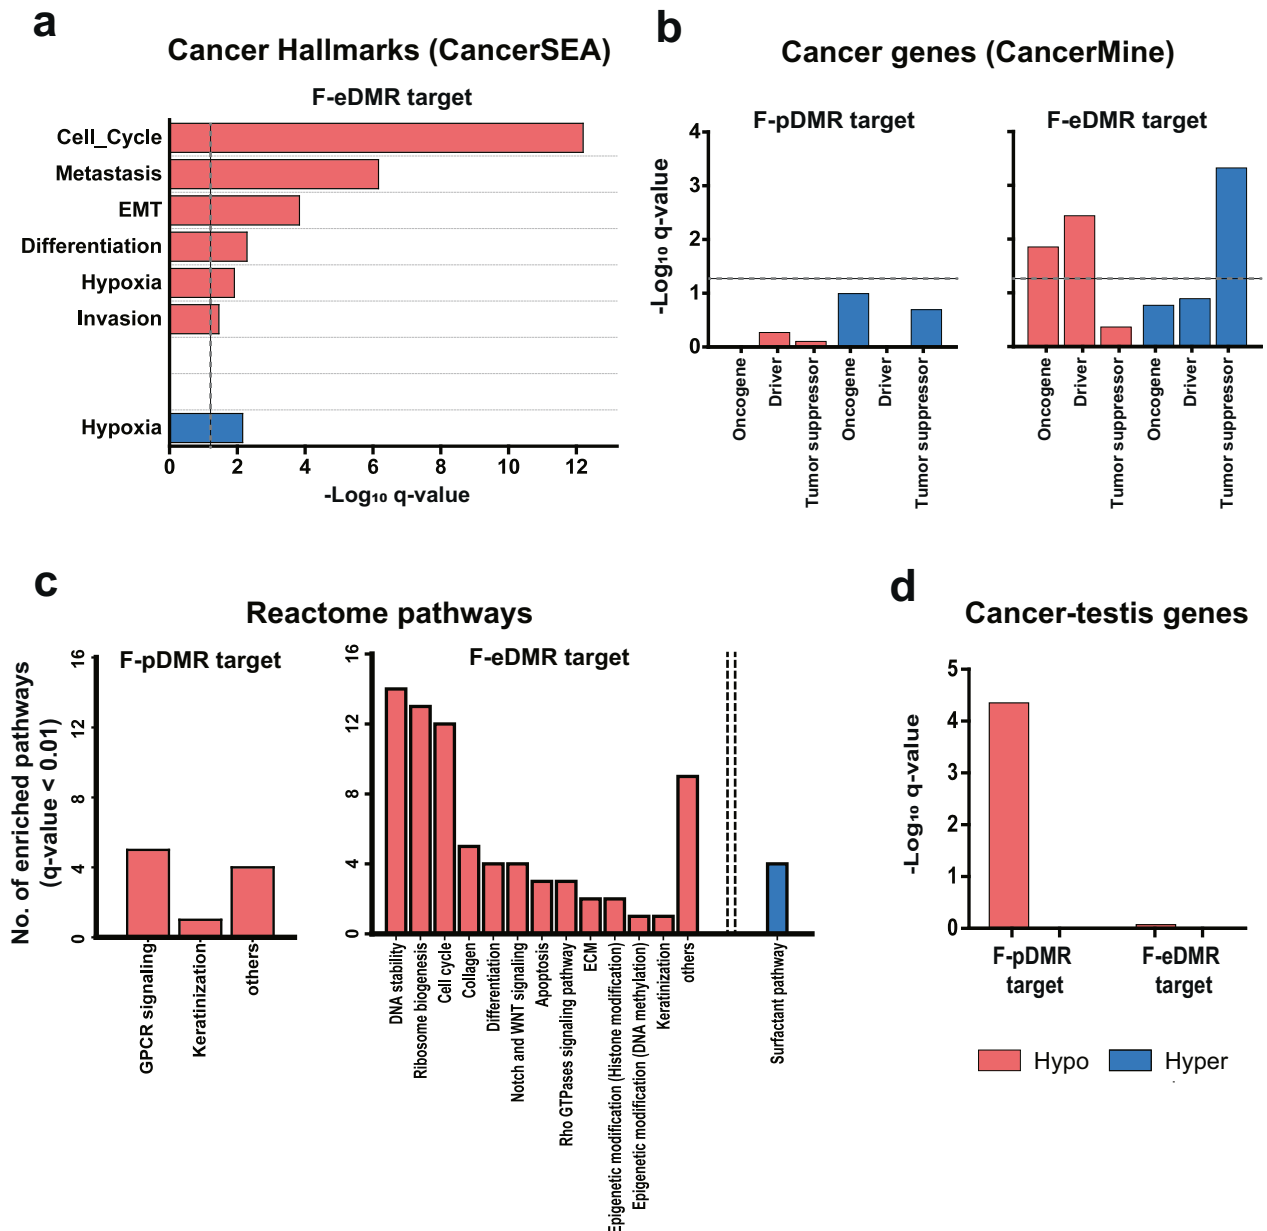 a
Cancer Hallmarks (CancerSEA)
F-eDMR target
Cell_Cycle
Metastasis
EMT
Differentiation
Hypoxia
Invasion
Hypoxia
0 2 4 6 8 10 12
-Log₁₀ q-value
b
Cancer genes (CancerMine)
F-pDMR target
F-eDMR target
-Log₁₀ q-value
4
3
2
1
0
Oncogene
Driver
Tumor suppressor
Oncogene
Driver
Tumor suppressor
Oncogene
Driver
Tumor suppressor
Oncogene
Driver
Tumor suppressor
c
Reactome pathways
F-pDMR target
No. of enriched pathways
(q-value < 0.01)
16
12
8
4
0
GPCR signaling
Keratinization
others
F-eDMR target
16
12
8
4
0
DNA stability
Ribosome biogenesis
Cell cycle
Collagen
Differentiation
Notch and WNT signaling
Apoptosis
Rho GTPases signaling pathway
ECM
Epigenetic modification (Histone modification)
Epigenetic modification (DNA methylation)
Keratinization
others
Surfactant pathway
d
Cancer-testis genes
-Log₁₀ q-value
5
4
3
2
1
0
F-pDMR
target
F-eDMR
target
Hypo
Hyper